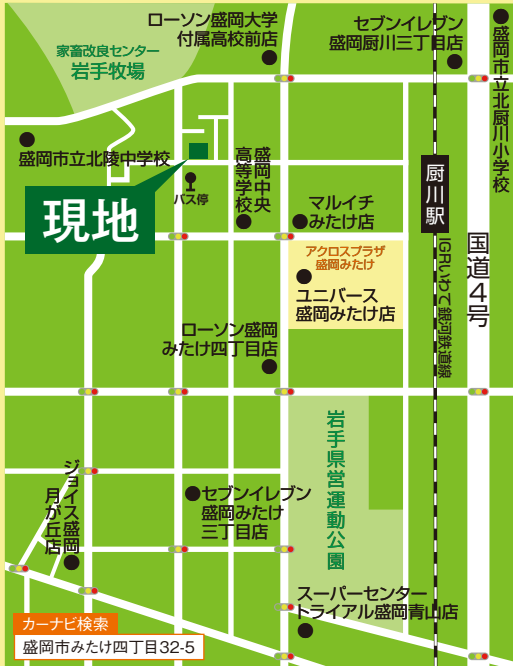 ローソン盛岡大学
付属高校前店
セブンイレブン
盛岡厨川三丁目店
盛岡市立北厨川小学校
家畜改良センター
岩手牧場
盛岡市立北陵中学校
バス停
盛岡中央
高等学校
厨川駅
現地
マルイチ
みたけ店
アクロスプラザ
盛岡みたけ
ユニバース
盛岡みたけ店
IGRいわて銀河鉄道線
国道4号
ローソン盛岡
みたけ四丁目店
岩手県営運動公園
ジョイス盛岡
月が丘店
セブンイレブン
盛岡みたけ
三丁目店
スーパーセンター
トライアル盛岡青山店
カーナビ検索
盛岡市みたけ四丁目32-5